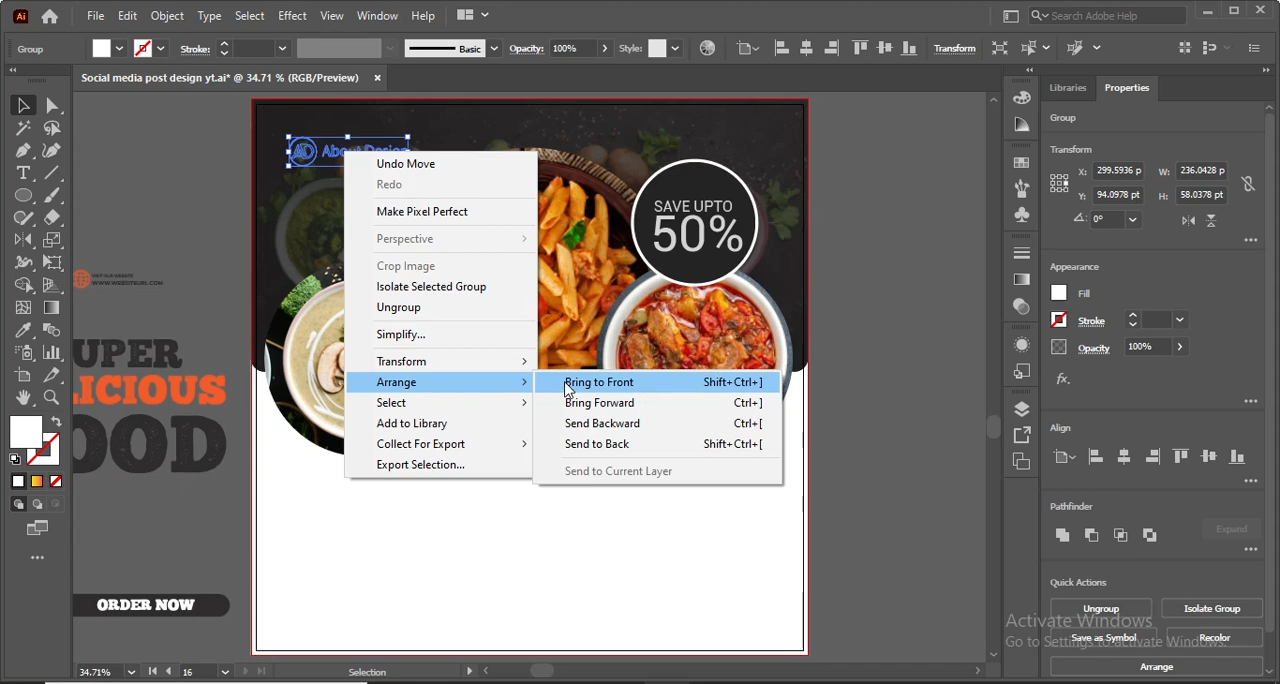 Ai File Edit Object Type Select Effect View Window Help Search Adobe Help
Group Stroke: Basic Opacity: 100% Style: Transform
Social media post design yt.ai* @ 34.71 % (RGB/Preview) ×
Libraries Properties
Group
Transform
X: 299.5936 p W: 236.0428 p
Y: 94.0978 pt H: 58.0378 pt
0°
Appearance
Fill
Stroke
Opacity 100%
fx.
Align
Pathfinder
Expand
Quick Actions
Ungroup Isolate Group
Save as Symbol Recolor
Arrange
Activate Windows
Go to Settings to activate Windows.
About Design
SAVE UPTO
50%
Undo Move
Redo
Make Pixel Perfect
Perspective
Crop Image
Isolate Selected Group
Ungroup
Simplify...
Transform
Arrange
Select
Add to Library
Collect For Export
Export Selection...
Bring to Front Shift+Ctrl+]
Bring Forward Ctrl+]
Send Backward Ctrl+[
Send to Back Shift+Ctrl+[
Send to Current Layer
VISIT OUR WEBSITE
WWW.WEBSITEURL.COM
UPER
LICIOUS
OOD
ORDER NOW
34.71% 16 Selection